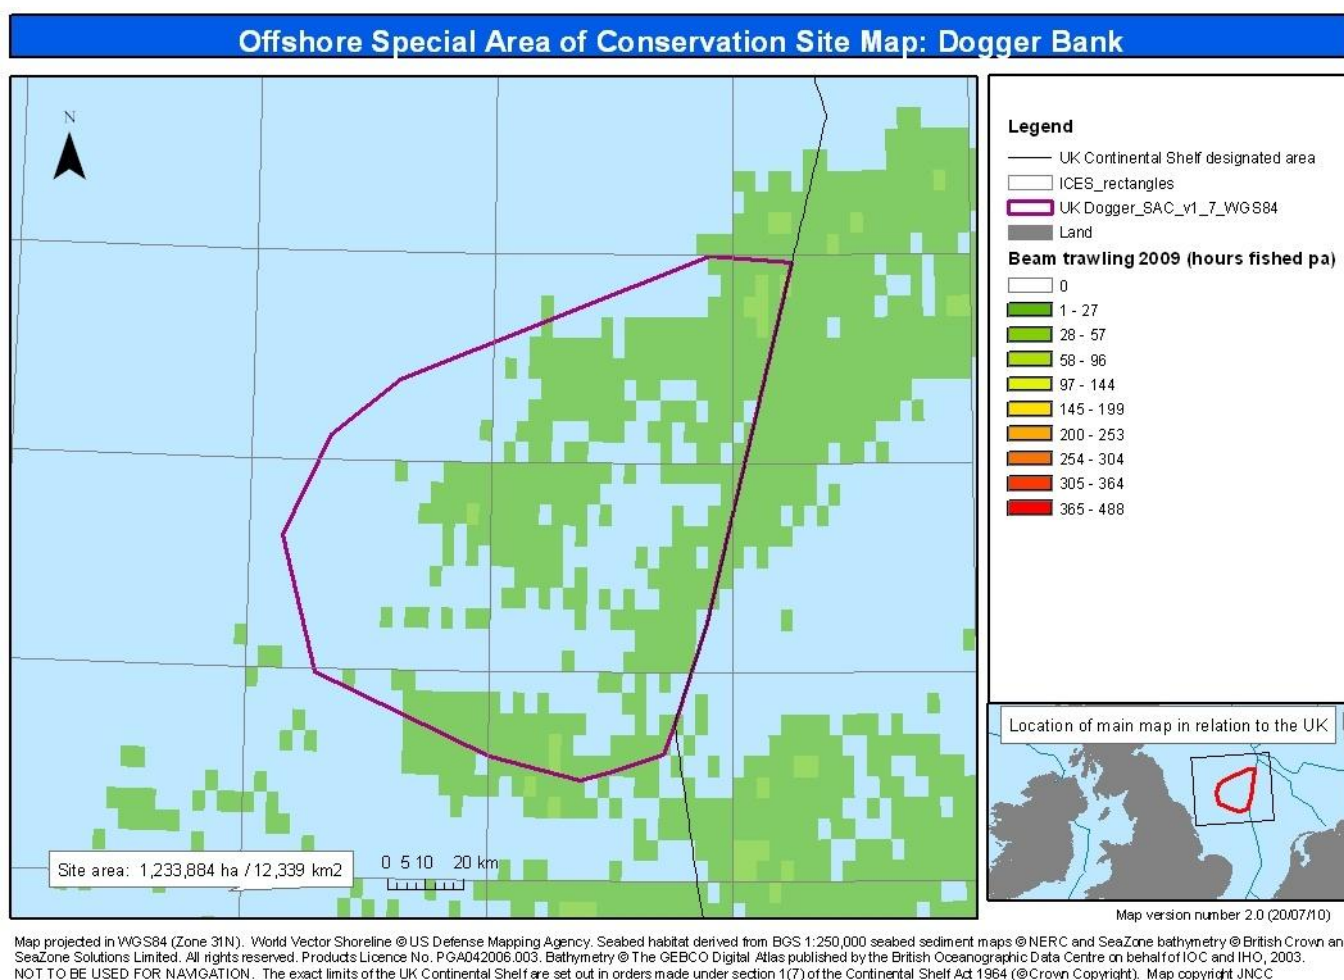 Offshore Special Area of Conservation Site Map: Dogger Bank
N
Legend
UK Continental Shelf designated area
ICES_rectangles
UK Dogger_SAC_v1_7_WGS84
Land
Beam trawling 2009 (hours fished pa)
0
1 - 27
28 - 57
58 - 96
97 - 144
145 - 199
200 - 253
254 - 304
305 - 364
365 - 488
Location of main map in relation to the UK
Site area: 1,233,884 ha / 12,339 km2
0 5 10 20 km
Map version number 2.0 (20/07/10)
Map projected in WGS84 (Zone 31N). World Vector Shoreline © US Defense Mapping Agency. Seabed habitat derived from BGS 1:250,000 seabed sediment maps © NERC and SeaZone bathymetry © British Crown an
SeaZone Solutions Limited. All rights reserved. Products Licence No. PGA042006.003. Bathymetry © The GEBCO Digital Atlas published by the British Oceanographic Data Centre on behalf of IOC and IHO, 2003.
NOT TO BE USED FOR NAVIGATION. The exact limits of the UK Continental Shelf are set out in orders made under section 1(7) of the Continental Shelf Act 1964 (©Crown Copyright). Map copyright JNCC